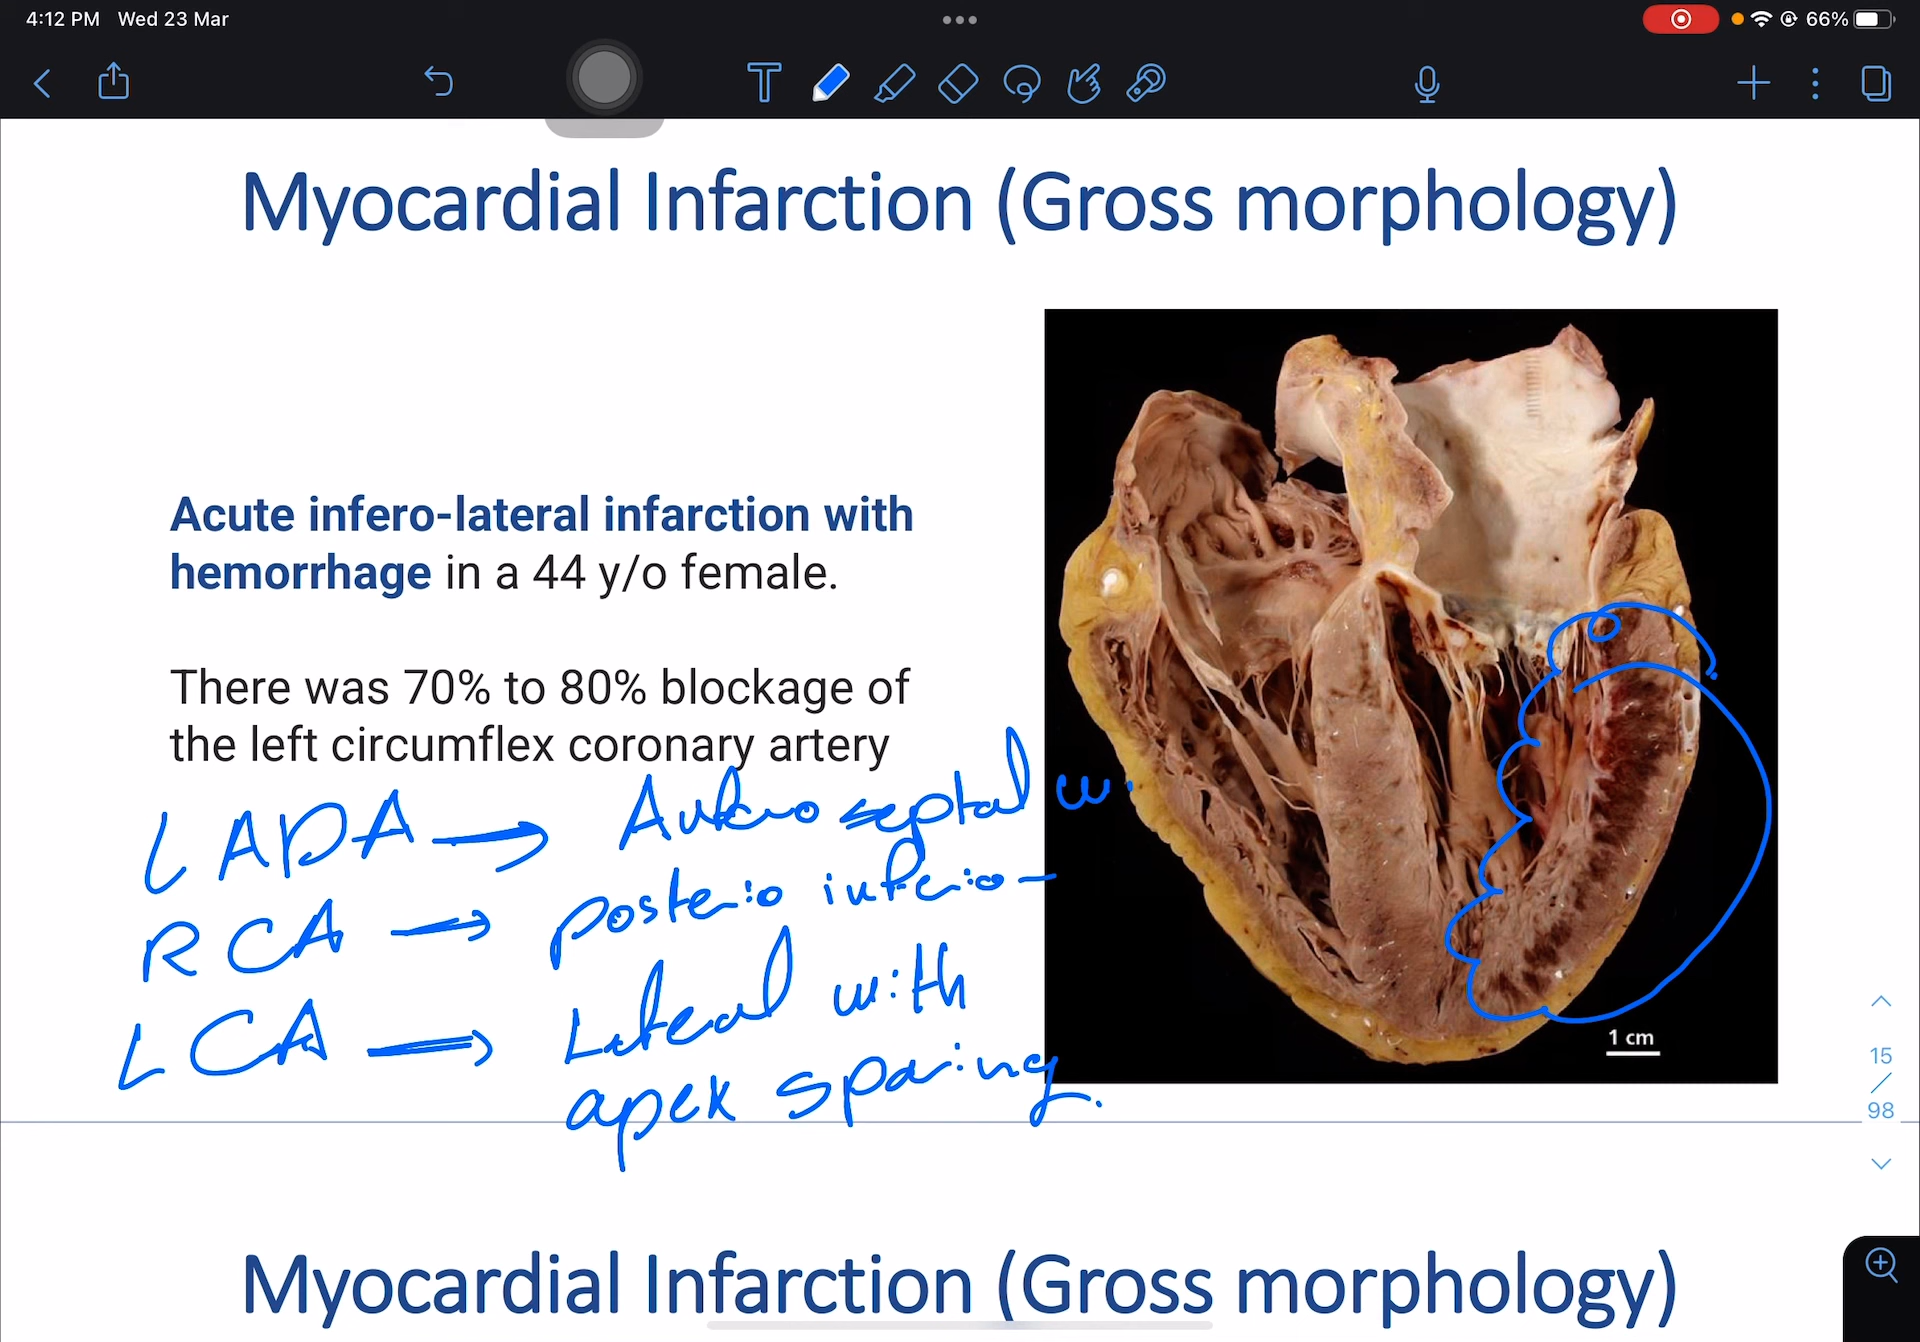 4:12 PM Wed 23 Mar
66%
Myocardial Infarction (Gross morphology)
Acute infero-lateral infarction with
hemorrhage in a 44 y/o female.
There was 70% to 80% blockage of
the left circumflex coronary artery
LADA → Antero septal w.
RCA → posterio inferio-
LCA → Lateral with
apex sparing.
1 cm
15
/
98
Myocardial Infarction (Gross morphology)